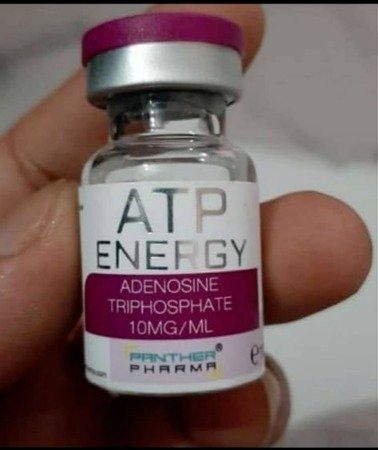 ATP
ENERGY
ADENOSINE
TRIPHOSPHATE
10MG/ML
PANTHER®
PHARMA